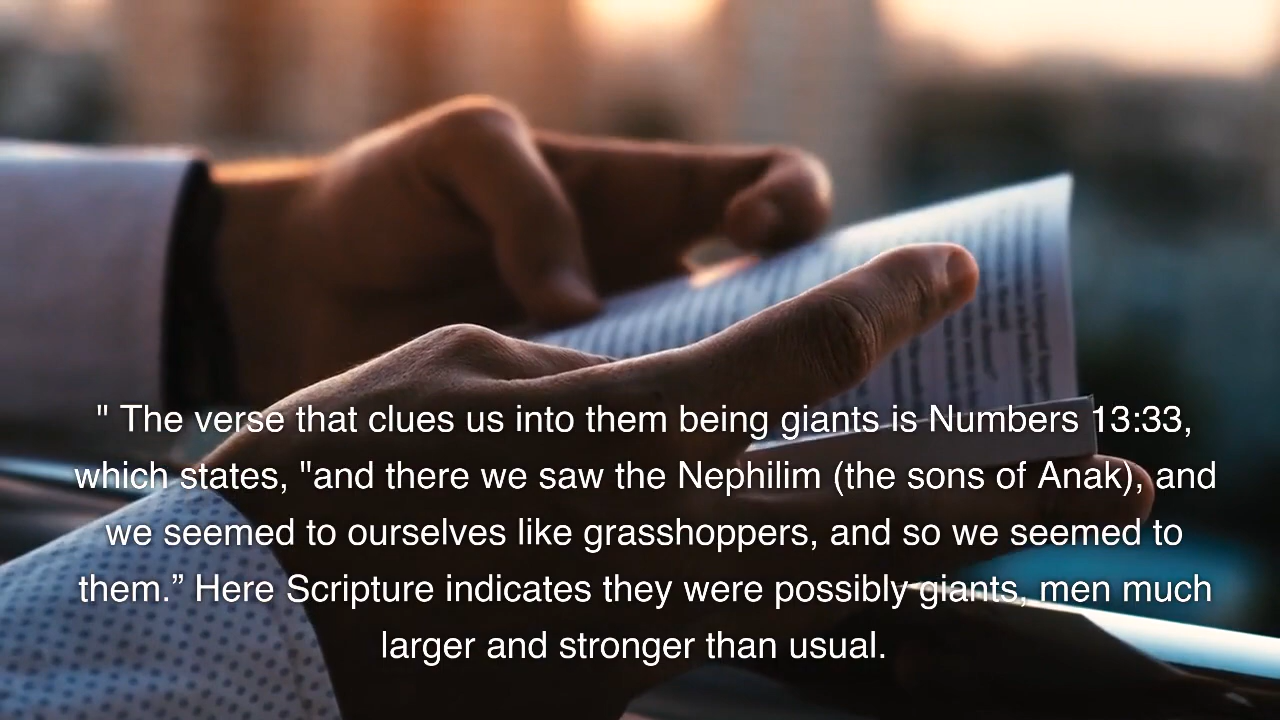 " The verse that clues us into them being giants is Numbers 13:33,
which states, "and there we saw the Nephilim (the sons of Anak), and
we seemed to ourselves like grasshoppers, and so we seemed to
them.” Here Scripture indicates they were possibly giants, men much
larger and stronger than usual.